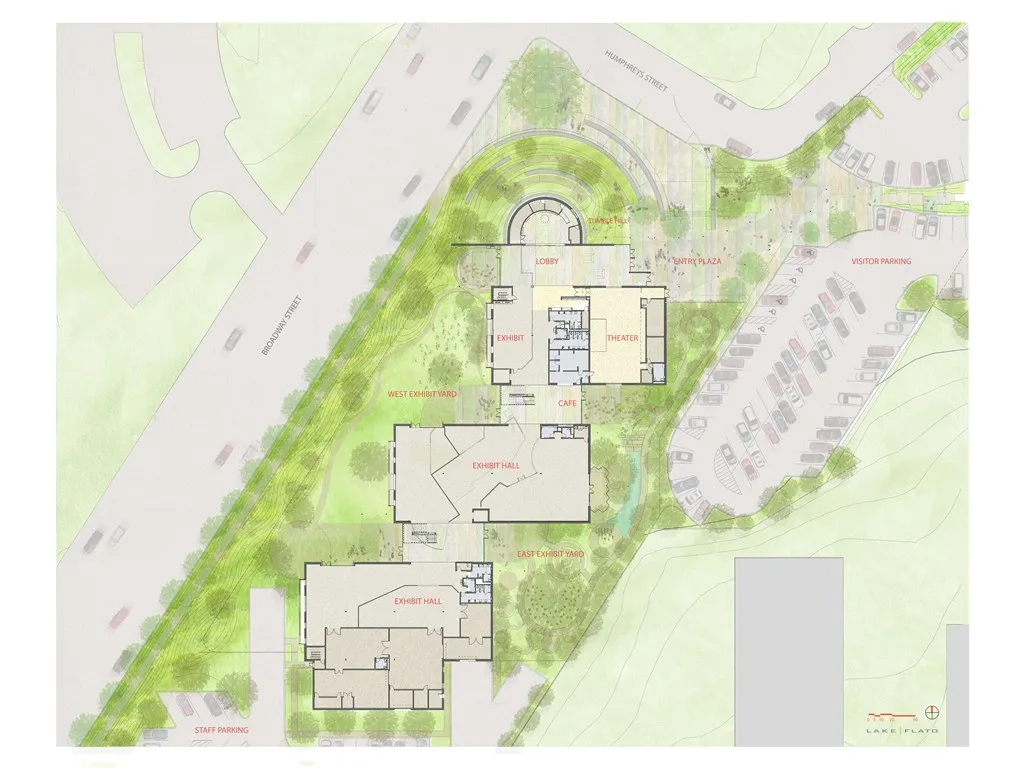 HUMPHREYS STREET
TUMBLE HILL
LOBBY
ENTRY PLAZA
VISITOR PARKING
BROADWAY STREET
EXHIBIT
THEATER
WEST EXHIBIT YARD
CAFE
EXHIBIT HALL
EAST EXHIBIT YARD
EXHIBIT HALL
STAFF PARKING
LAKE | FLATO